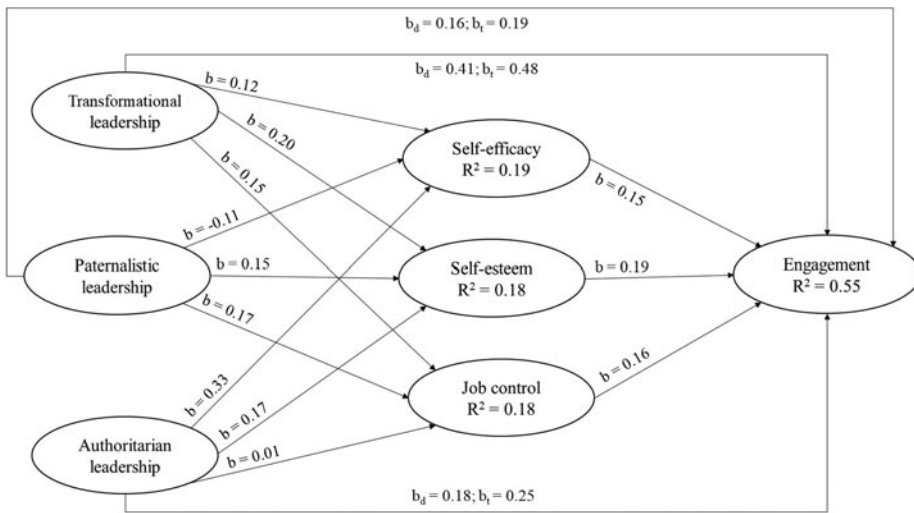 b_d = 0.16; b_t = 0.19
b_d = 0.41; b_t = 0.48
b = 0.12
Transformational
leadership
b = 0.20
b = 0.15
Self-efficacy
R² = 0.19
b = 0.15
b = -0.11
Paternalistic
leadership
b = 0.15
b = 0.17
Self-esteem
R² = 0.18
b = 0.19
Engagement
R² = 0.55
b = 0.33
b = 0.17
Job control
R² = 0.18
b = 0.16
Authoritarian
leadership
b = 0.01
b_d = 0.18; b_t = 0.25